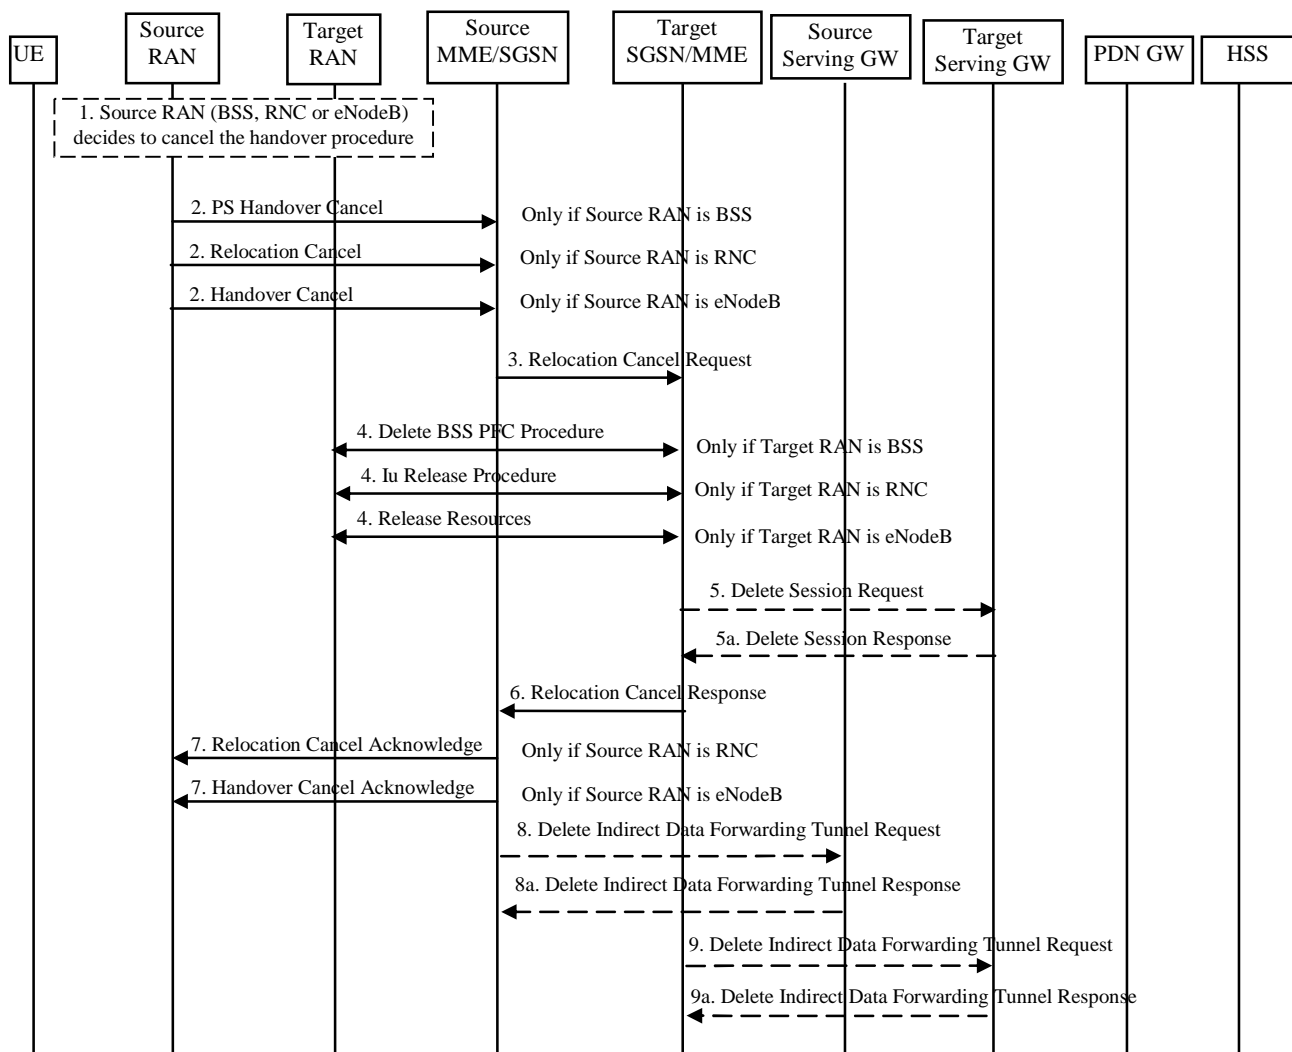 UE
Source
RAN
Target
RAN
Source
MME/SGSN
Target
SGSN/MME
Source
Serving GW
Target
Serving GW
PDN GW
HSS
1. Source RAN (BSS, RNC or eNodeB)
decides to cancel the handover procedure
2. PS Handover Cancel
Only if Source RAN is BSS
2. Relocation Cancel
Only if Source RAN is RNC
2. Handover Cancel
Only if Source RAN is eNodeB
3. Relocation Cancel Request
4. Delete BSS PFC Procedure
Only if Target RAN is BSS
4. Iu Release Procedure
Only if Target RAN is RNC
4. Release Resources
Only if Target RAN is eNodeB
5. Delete Session Request
5a. Delete Session Response
6. Relocation Cancel Response
7. Relocation Cancel Acknowledge
Only if Source RAN is RNC
7. Handover Cancel Acknowledge
Only if Source RAN is eNodeB
8. Delete Indirect Data Forwarding Tunnel Request
8a. Delete Indirect Data Forwarding Tunnel Response
9. Delete Indirect Data Forwarding Tunnel Request
9a. Delete Indirect Data Forwarding Tunnel Response